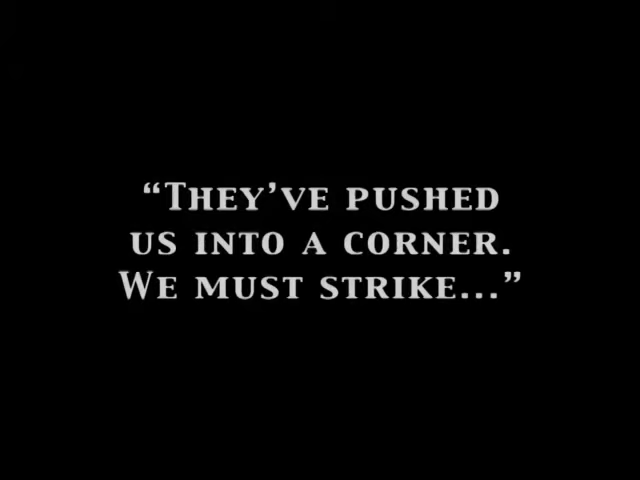 “They’ve pushed
us into a corner.
We must strike...”